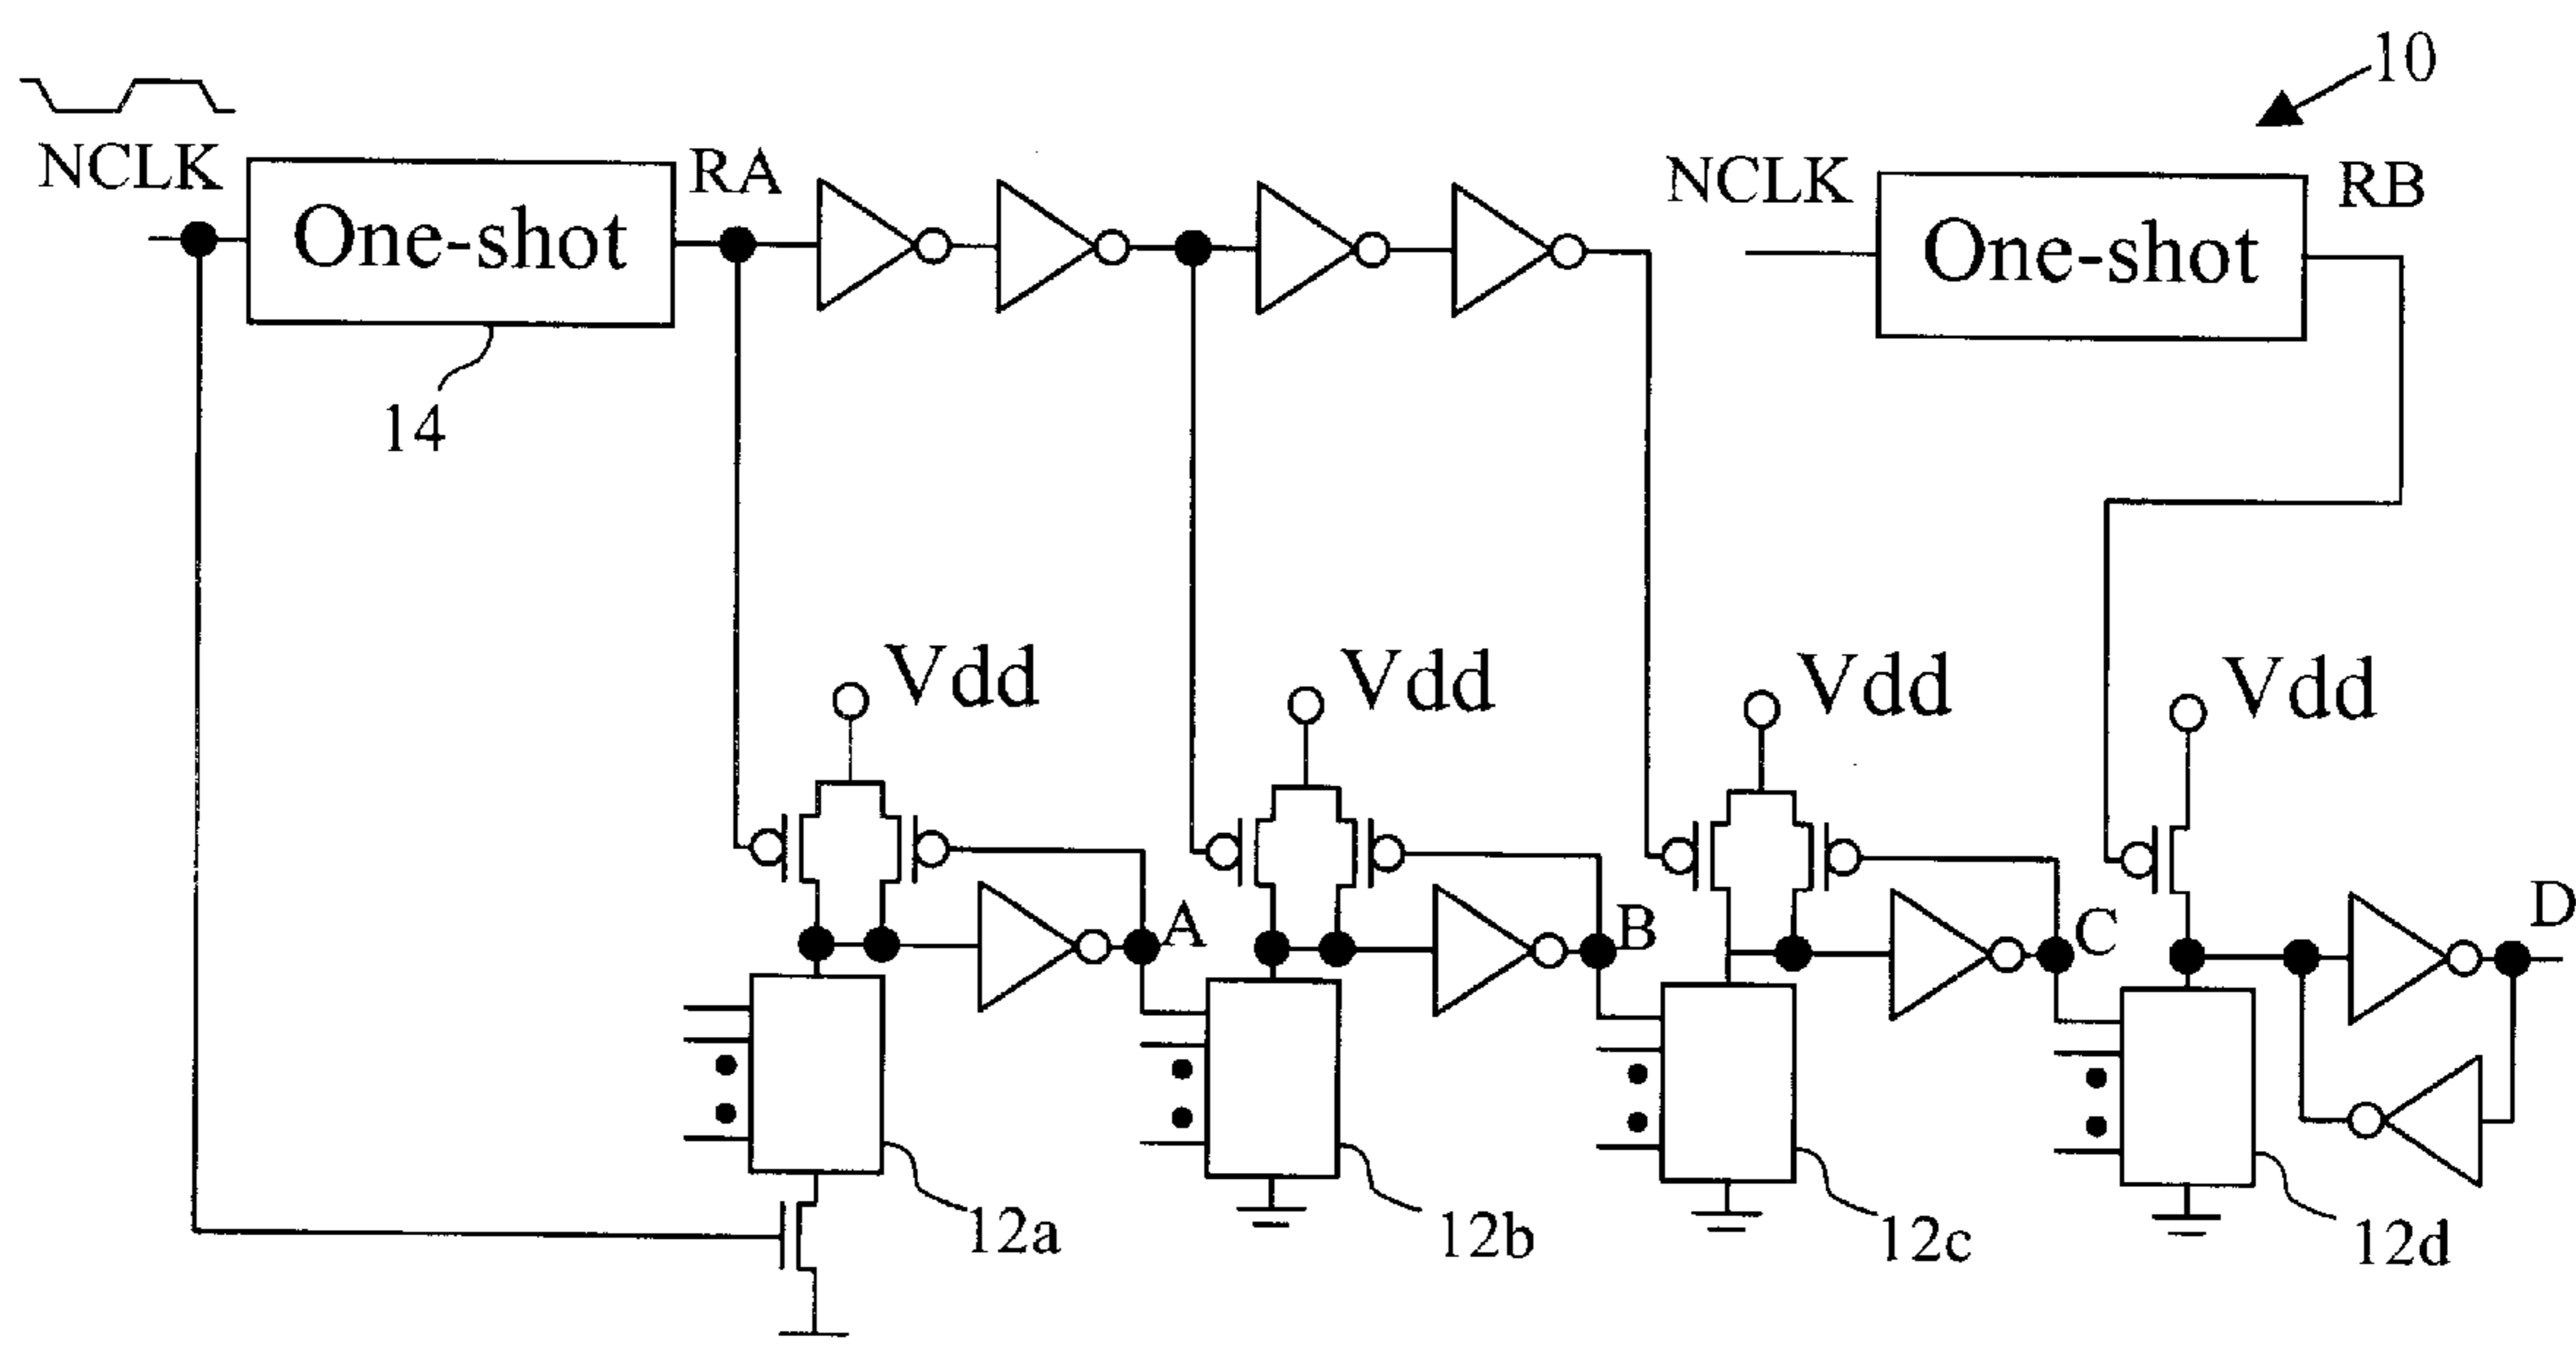 10
NCLK
One-shot
RA
NCLK
One-shot
RB
14
Vdd
Vdd
Vdd
Vdd
A
B
C
D
12a
12b
12c
12d